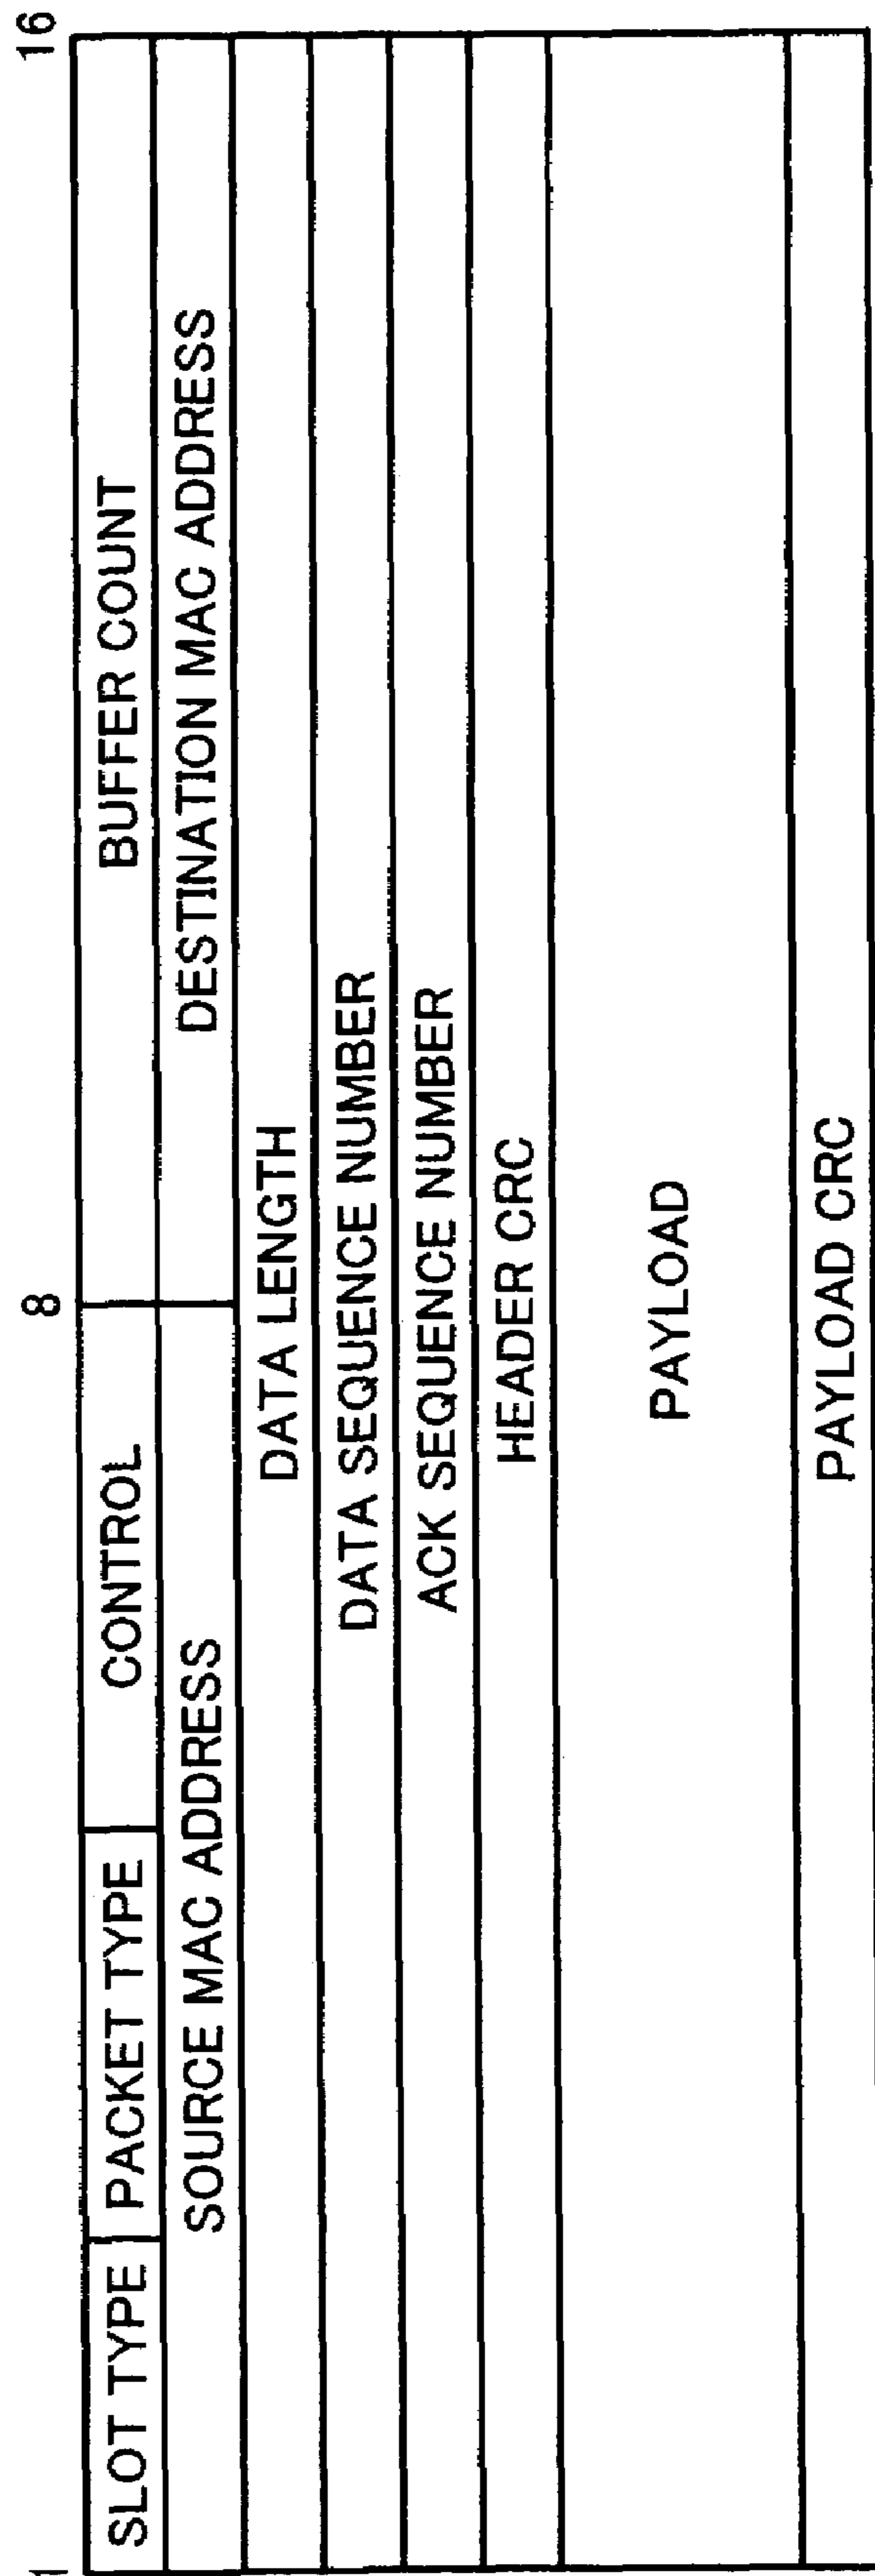 1 8 16
SLOT TYPE PACKET TYPE CONTROL BUFFER COUNT
SOURCE MAC ADDRESS DESTINATION MAC ADDRESS
DATA LENGTH
DATA SEQUENCE NUMBER
ACK SEQUENCE NUMBER
HEADER CRC
PAYLOAD
PAYLOAD CRC